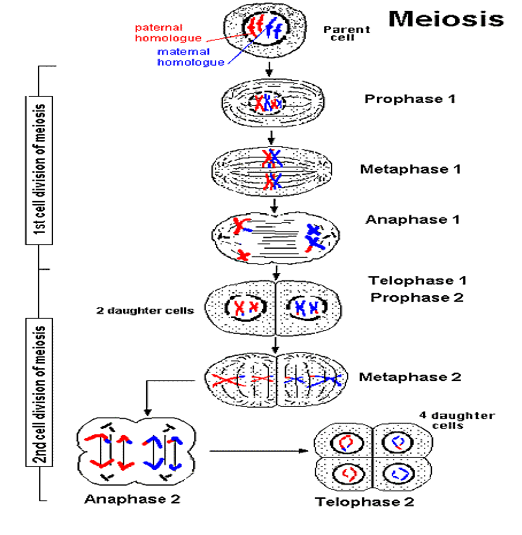 Meiosis
paternal
homologue
maternal
homologue
Parent
cell
Prophase 1
Metaphase 1
Anaphase 1
1st cell division of meiosis
Telophase 1
Prophase 2
2 daughter cells
Metaphase 2
2nd cell division of meiosis
4 daughter
cells
Anaphase 2
Telophase 2